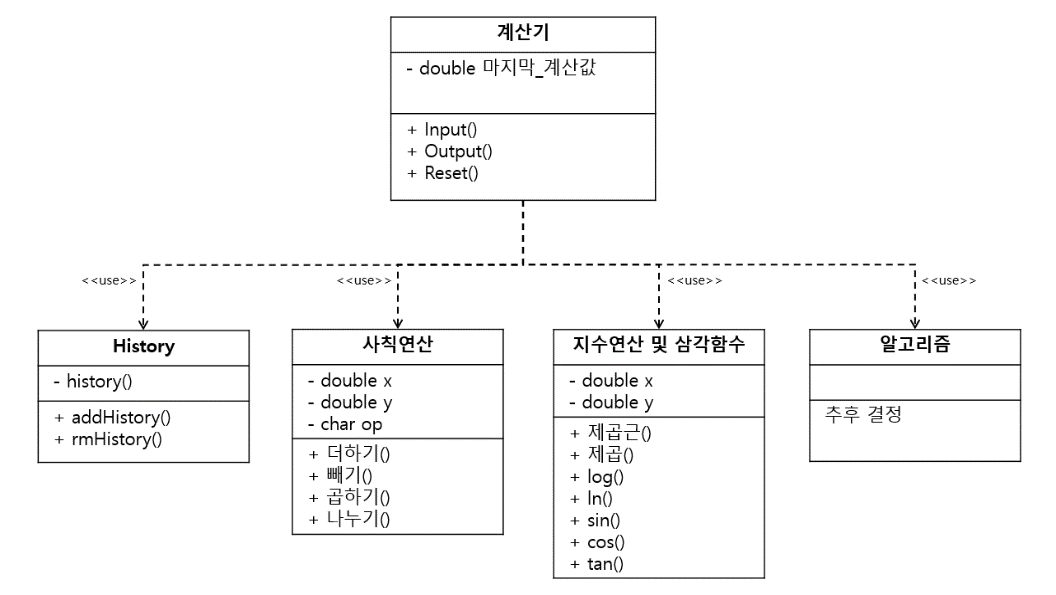 계산기
- double 마지막_계산값
+ Input()
+ Output()
+ Reset()
<<use>>
<<use>>
<<use>>
<<use>>
History
- history()
+ addHistory()
+ rmHistory()
사칙연산
- double x
- double y
- char op
+ 더하기()
+ 빼기()
+ 곱하기()
+ 나누기()
지수연산 및 삼각함수
- double x
- double y
+ 제곱근()
+ 제곱()
+ log()
+ ln()
+ sin()
+ cos()
+ tan()
알고리즘
추후 결정